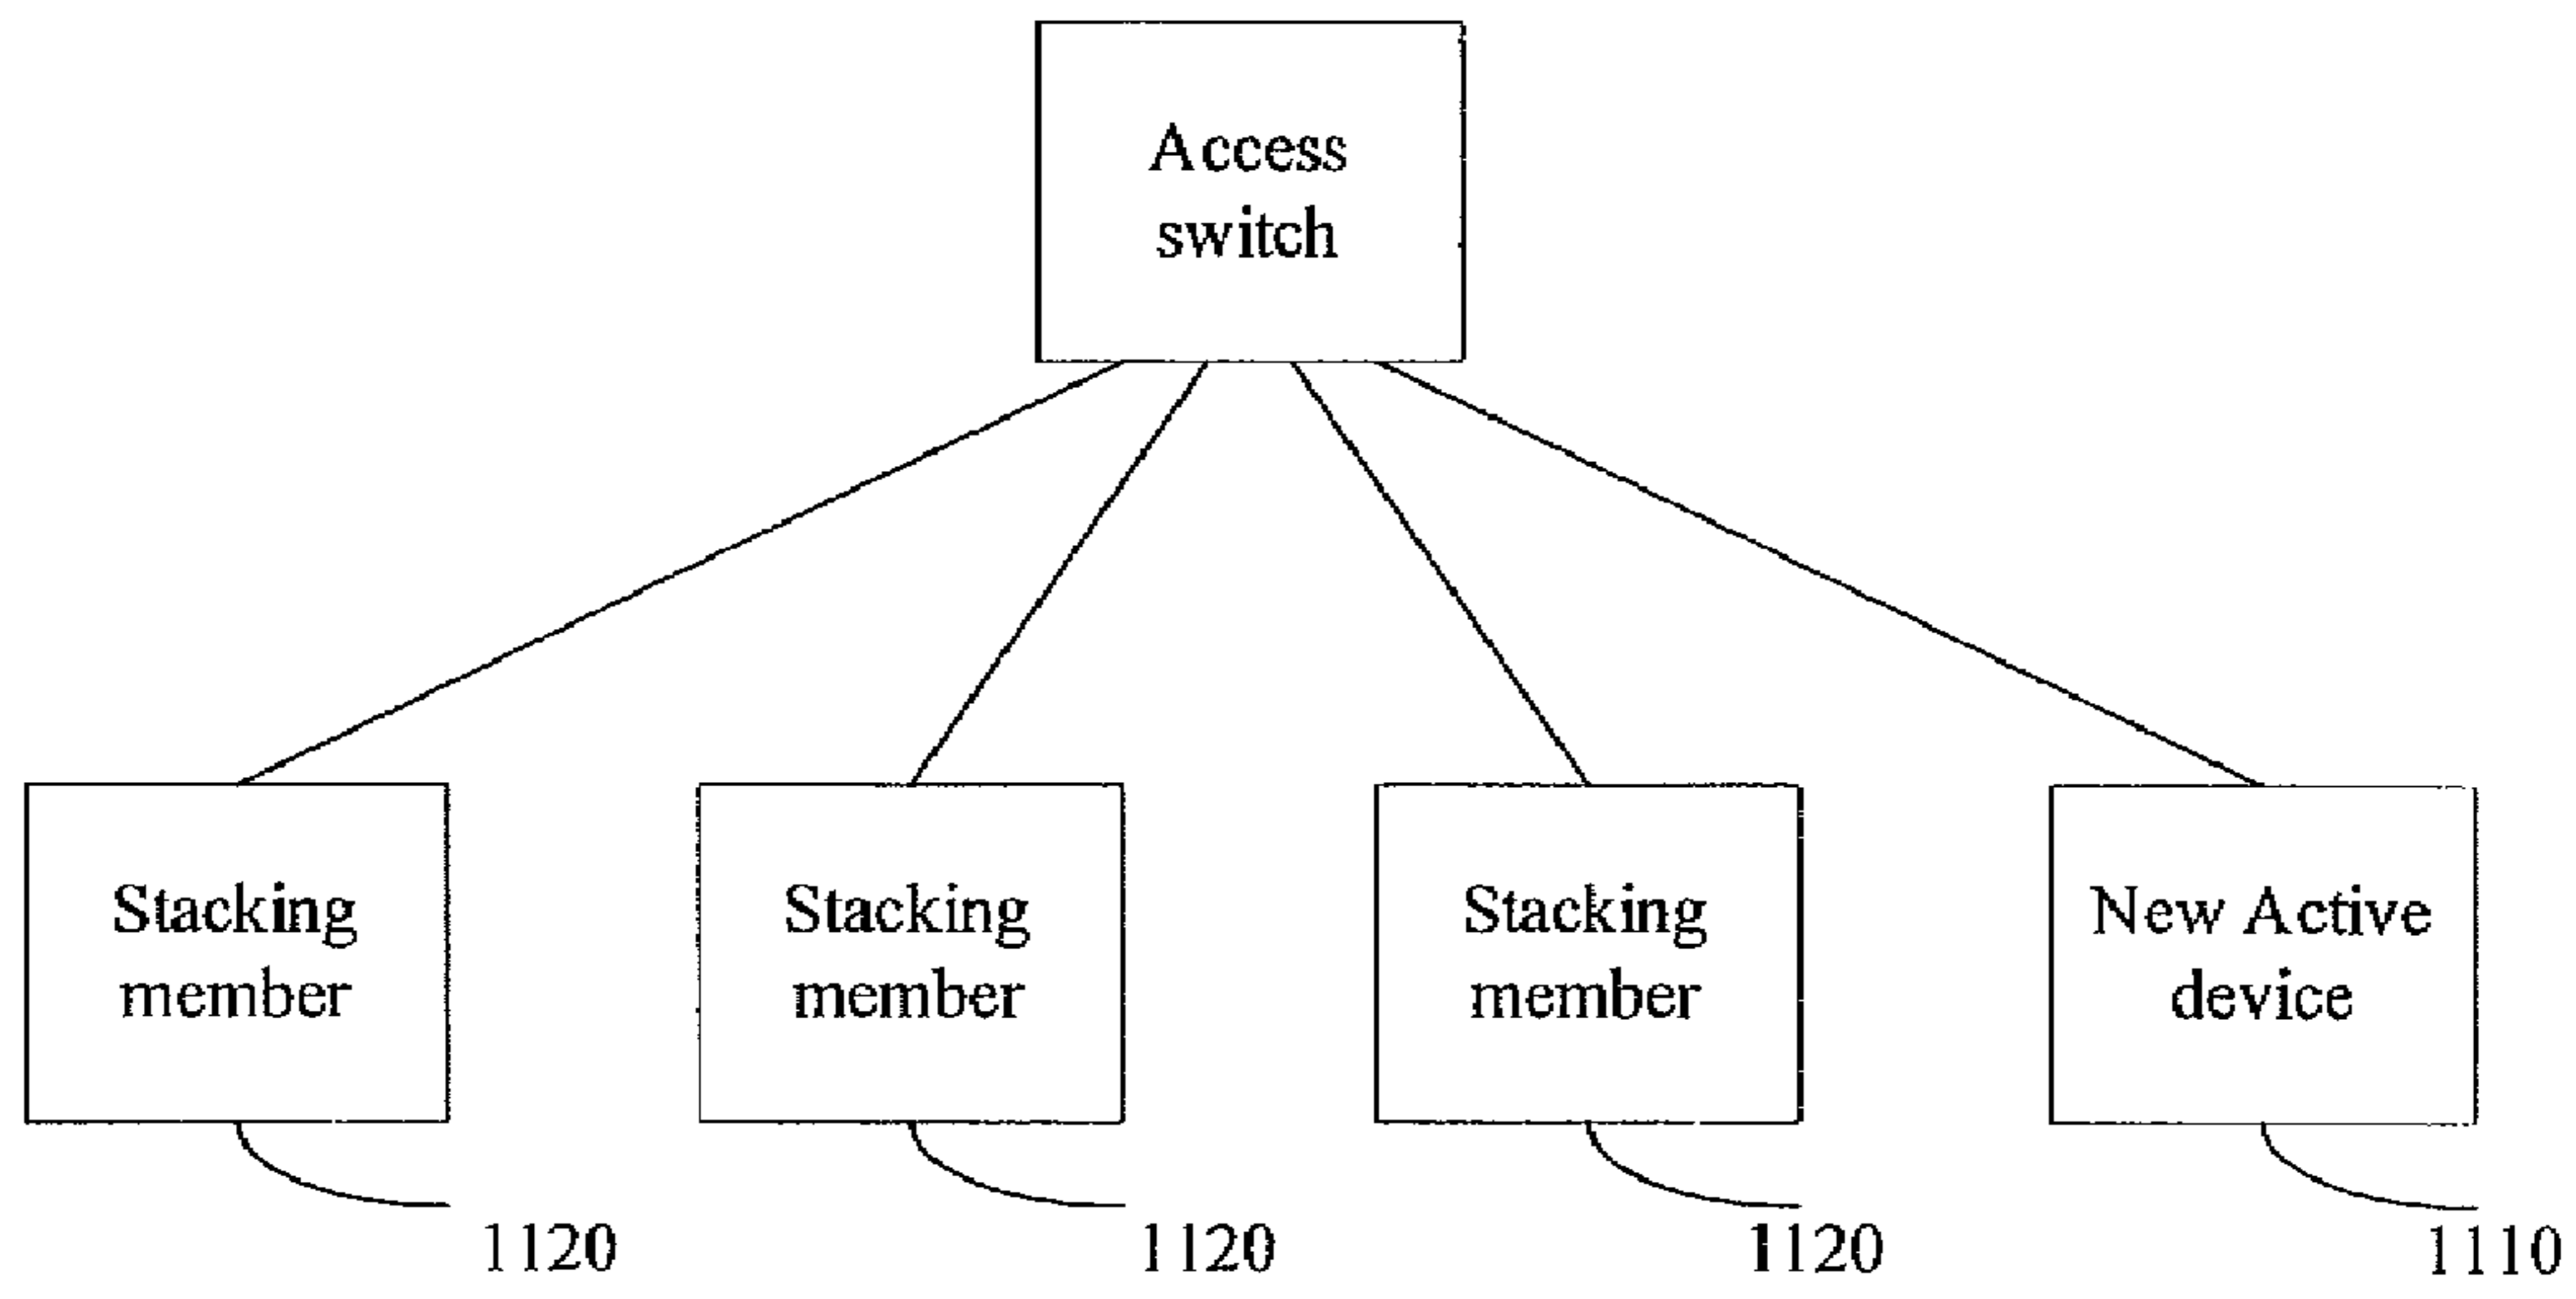 Access
switch
Stacking
member
Stacking
member
Stacking
member
New Active
device
1120
1120
1120
1110